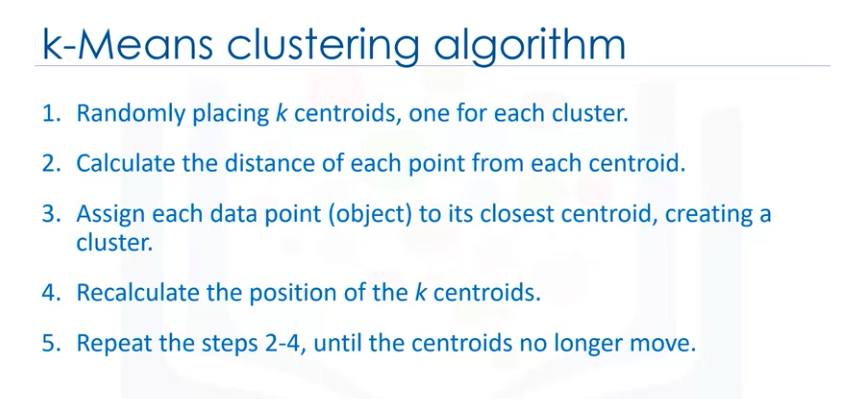 k-Means clustering algorithm
1. Randomly placing k centroids, one for each cluster.
2. Calculate the distance of each point from each centroid.
3. Assign each data point (object) to its closest centroid, creating a
cluster.
4. Recalculate the position of the k centroids.
5. Repeat the steps 2-4, until the centroids no longer move.